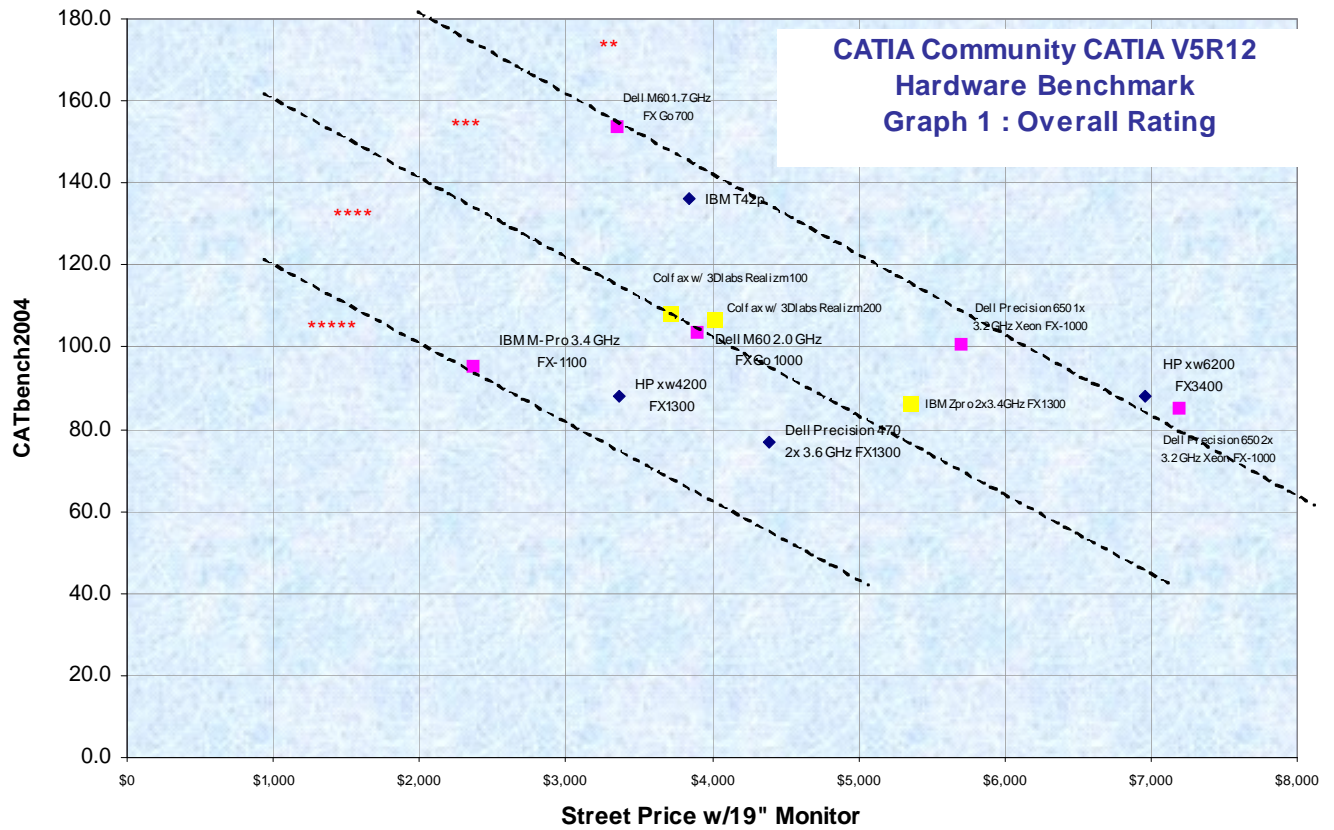 CATIA Community CATIA V5R12
Hardware Benchmark
Graph 1 : Overall Rating
CATbench2004
180.0
160.0
140.0
120.0
100.0
80.0
60.0
40.0
20.0
0.0
**
***
****
*****
Dell M60 1.7 GHz
FX Go700
IBM T42p
Colfax w/ 3Dlabs Realizm100
Colfax w/ 3Dlabs Realizm200
Dell M60 2.0 GHz
FX Go1000
IBM M-Pro 3.4 GHz
FX-1100
HP xw4200
FX1300
Dell Precision 470
2x 3.6 GHz FX1300
Dell Precision 650 1x
3.2 GHz Xeon FX-1000
IBM Zpro 2x3.4GHz FX1300
HP xw6200
FX3400
Dell Precision 650 2x
3.2 GHz Xeon FX-1000
$0
$1,000
$2,000
$3,000
$4,000
$5,000
$6,000
$7,000
$8,000
Street Price w/19" Monitor